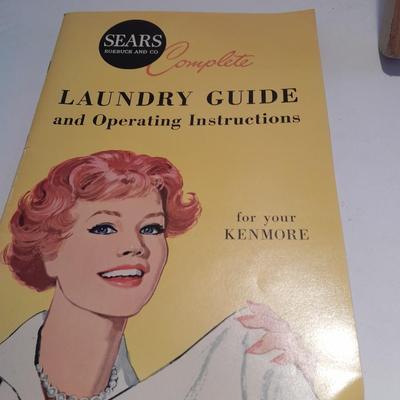 SEARS
ROEBUCK AND CO
Complete
LAUNDRY GUIDE
and Operating Instructions
for your
KENMORE